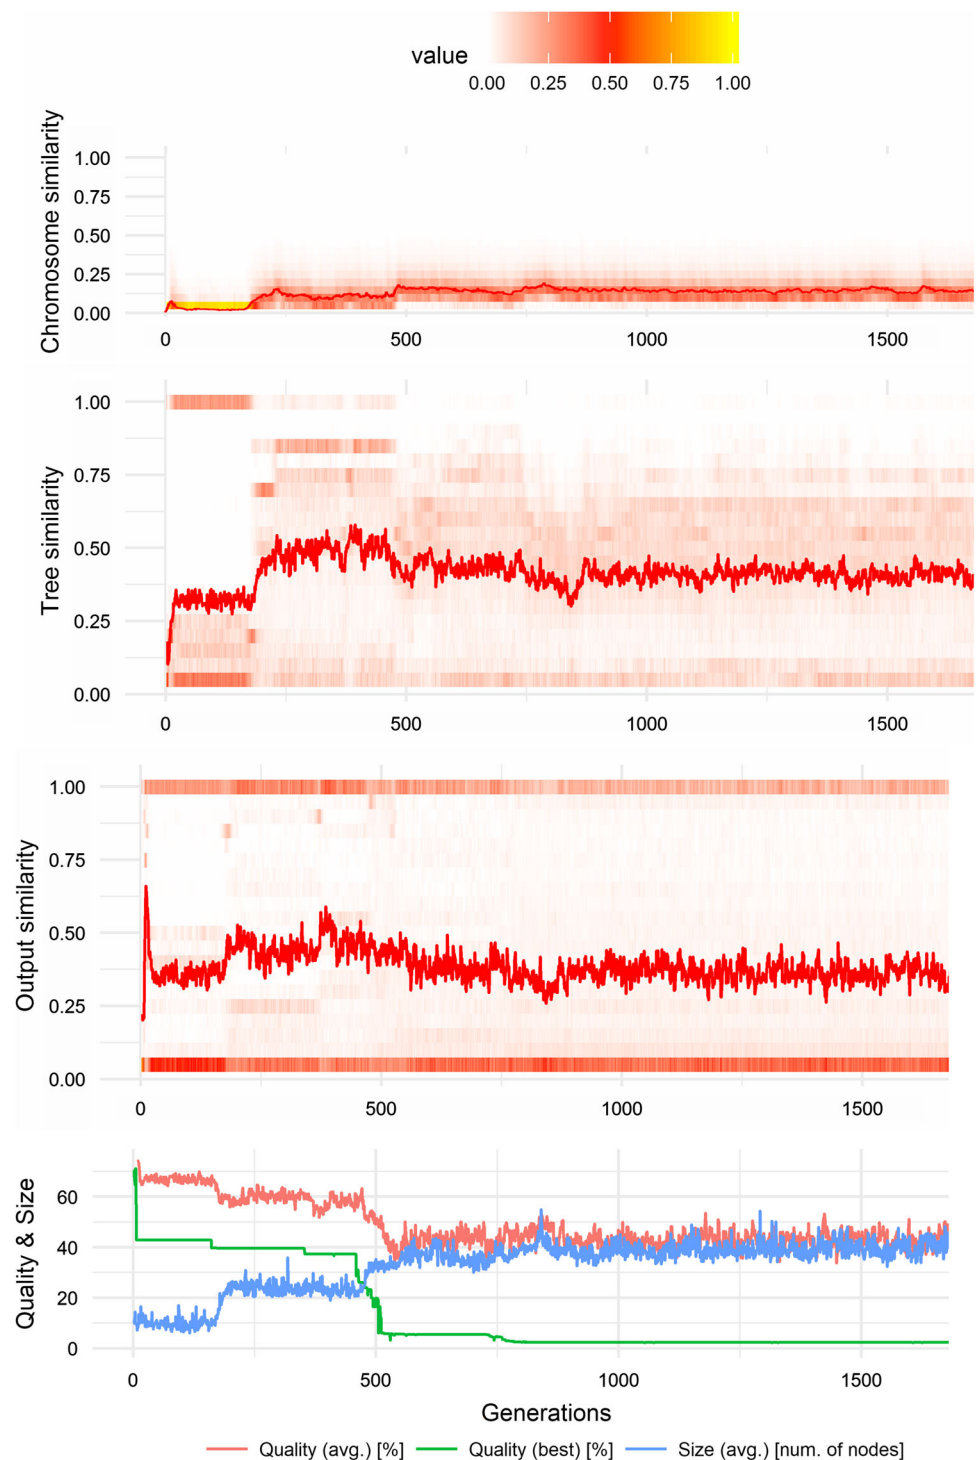 value
0.00 0.25 0.50 0.75 1.00
Chromosome similarity
1.00
0.75
0.50
0.25
0.00
0 500 1000 1500
Tree similarity
1.00
0.75
0.50
0.25
0.00
0 500 1000 1500
Output similarity
1.00
0.75
0.50
0.25
0.00
0 500 1000 1500
Quality & Size
60
40
20
0
0 500 1000 1500
Generations
Quality (avg.) [%] Quality (best) [%] Size (avg.) [num. of nodes]